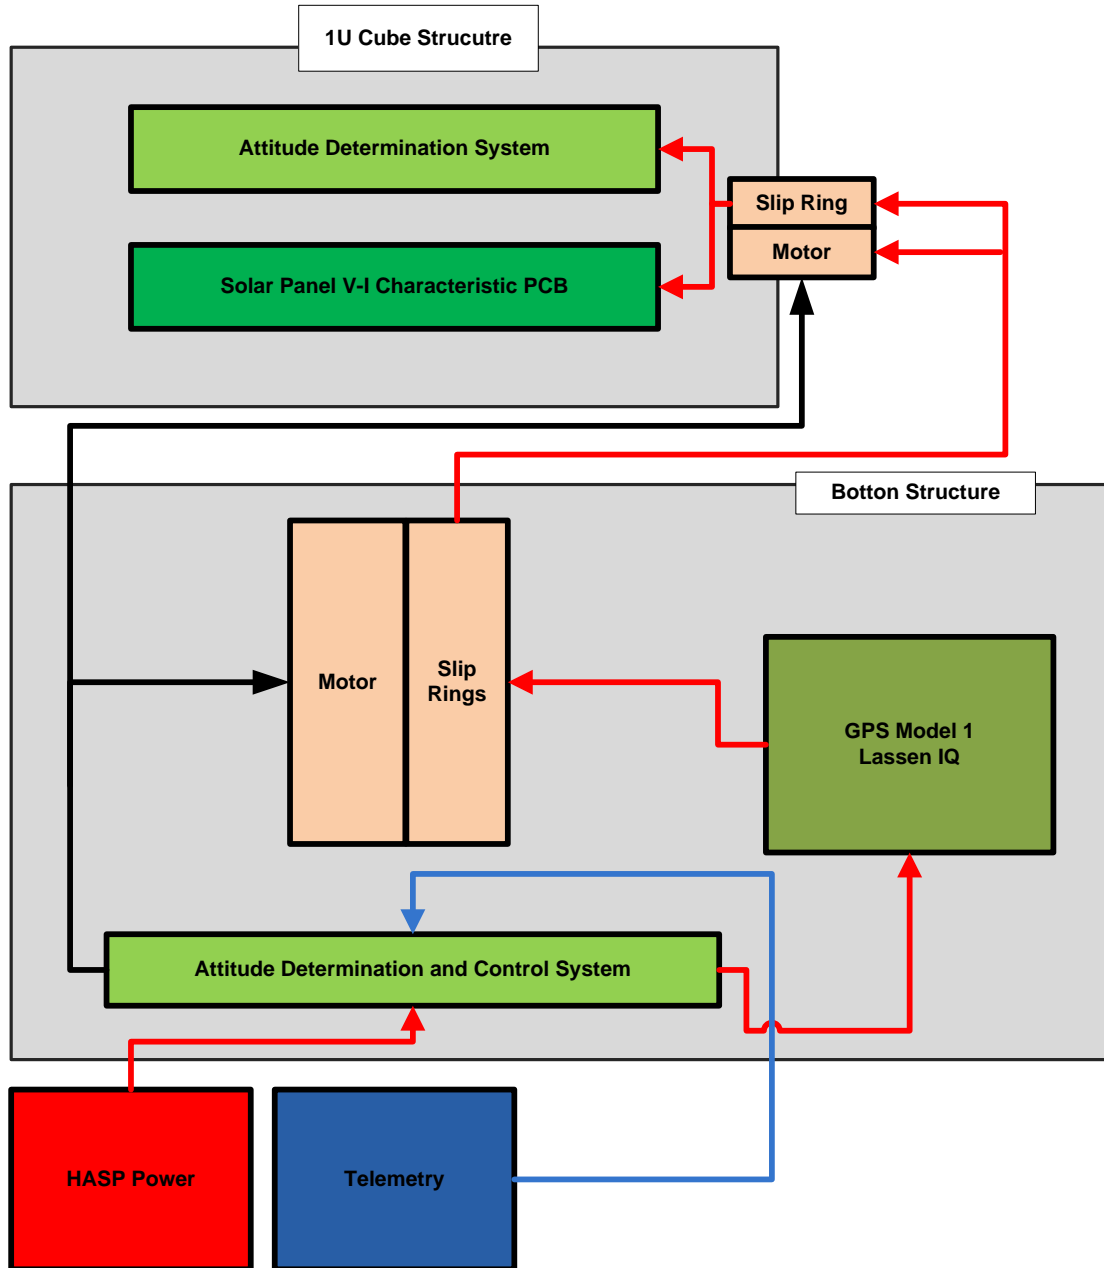 1U Cube Strucutre
Attitude Determination System
Slip Ring
Motor
Solar Panel V-I Characteristic PCB
Botton Structure
Motor
Slip
Rings
GPS Model 1
Lassen IQ
Attitude Determination and Control System
HASP Power
Telemetry